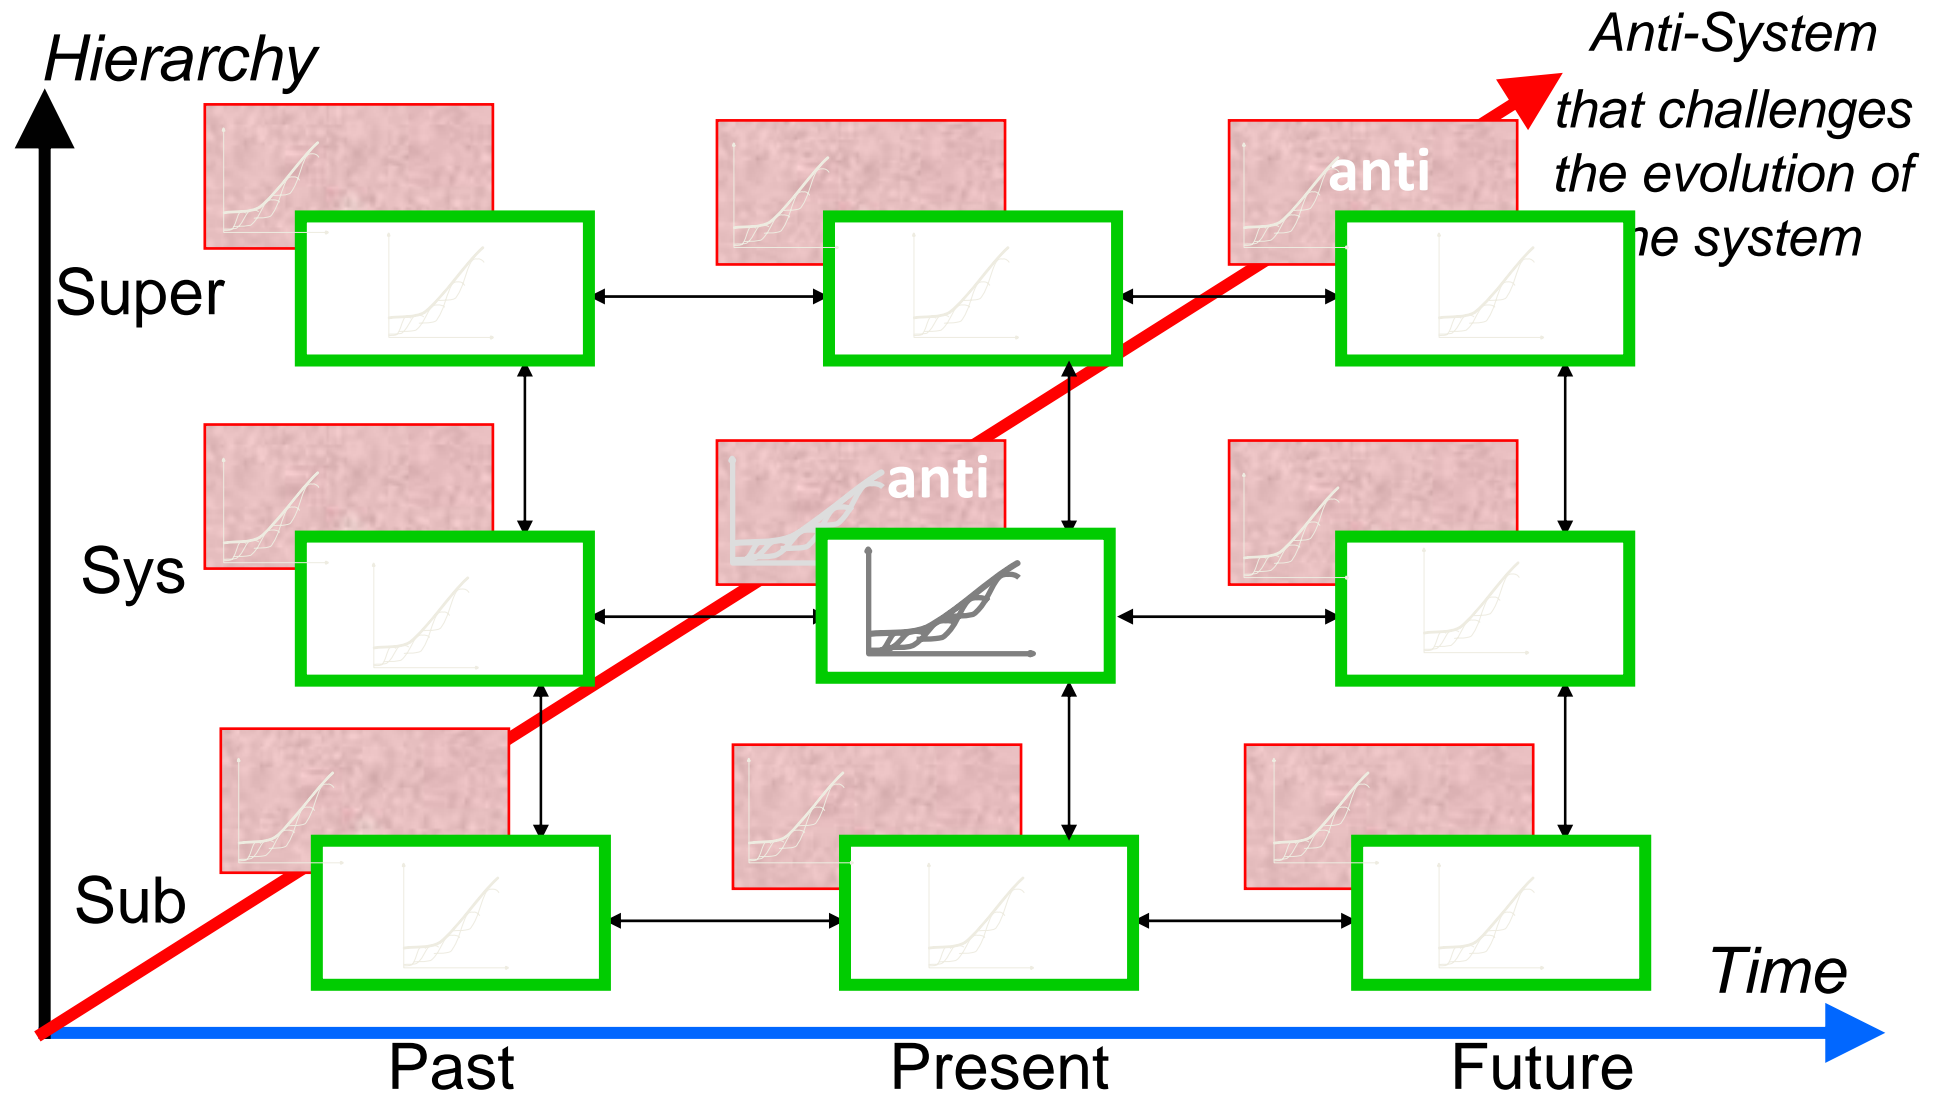 Hierarchy
Anti-System
that challenges
the evolution of
he system
anti
Super
anti
Sys
Sub
Time
Past
Present
Future